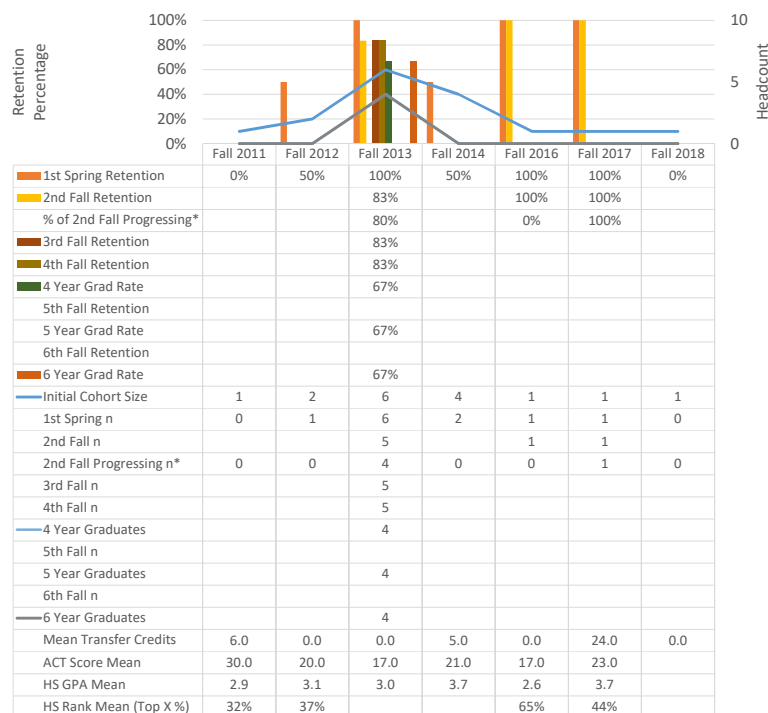 Retention Percentage
100%
80%
60%
40%
20%
0%
10
5
0
Headcount
Fall 2011 Fall 2012 Fall 2013 Fall 2014 Fall 2016 Fall 2017 Fall 2018
1st Spring Retention 0% 50% 100% 50% 100% 100% 0%
2nd Fall Retention 83% 100% 100%
% of 2nd Fall Progressing* 80% 0% 100%
3rd Fall Retention 83%
4th Fall Retention 83%
4 Year Grad Rate 67%
5th Fall Retention
5 Year Grad Rate 67%
6th Fall Retention
6 Year Grad Rate 67%
Initial Cohort Size 1 2 6 4 1 1 1
1st Spring n 0 1 6 2 1 1 0
2nd Fall n 5 1 1
2nd Fall Progressing n* 0 0 4 0 0 1 0
3rd Fall n 5
4th Fall n 5
4 Year Graduates 4
5th Fall n
5 Year Graduates 4
6th Fall n
6 Year Graduates 4
Mean Transfer Credits 6.0 0.0 0.0 5.0 0.0 24.0 0.0
ACT Score Mean 30.0 20.0 17.0 21.0 17.0 23.0
HS GPA Mean 2.9 3.1 3.0 3.7 2.6 3.7
HS Rank Mean (Top X %) 32% 37% 65% 44%